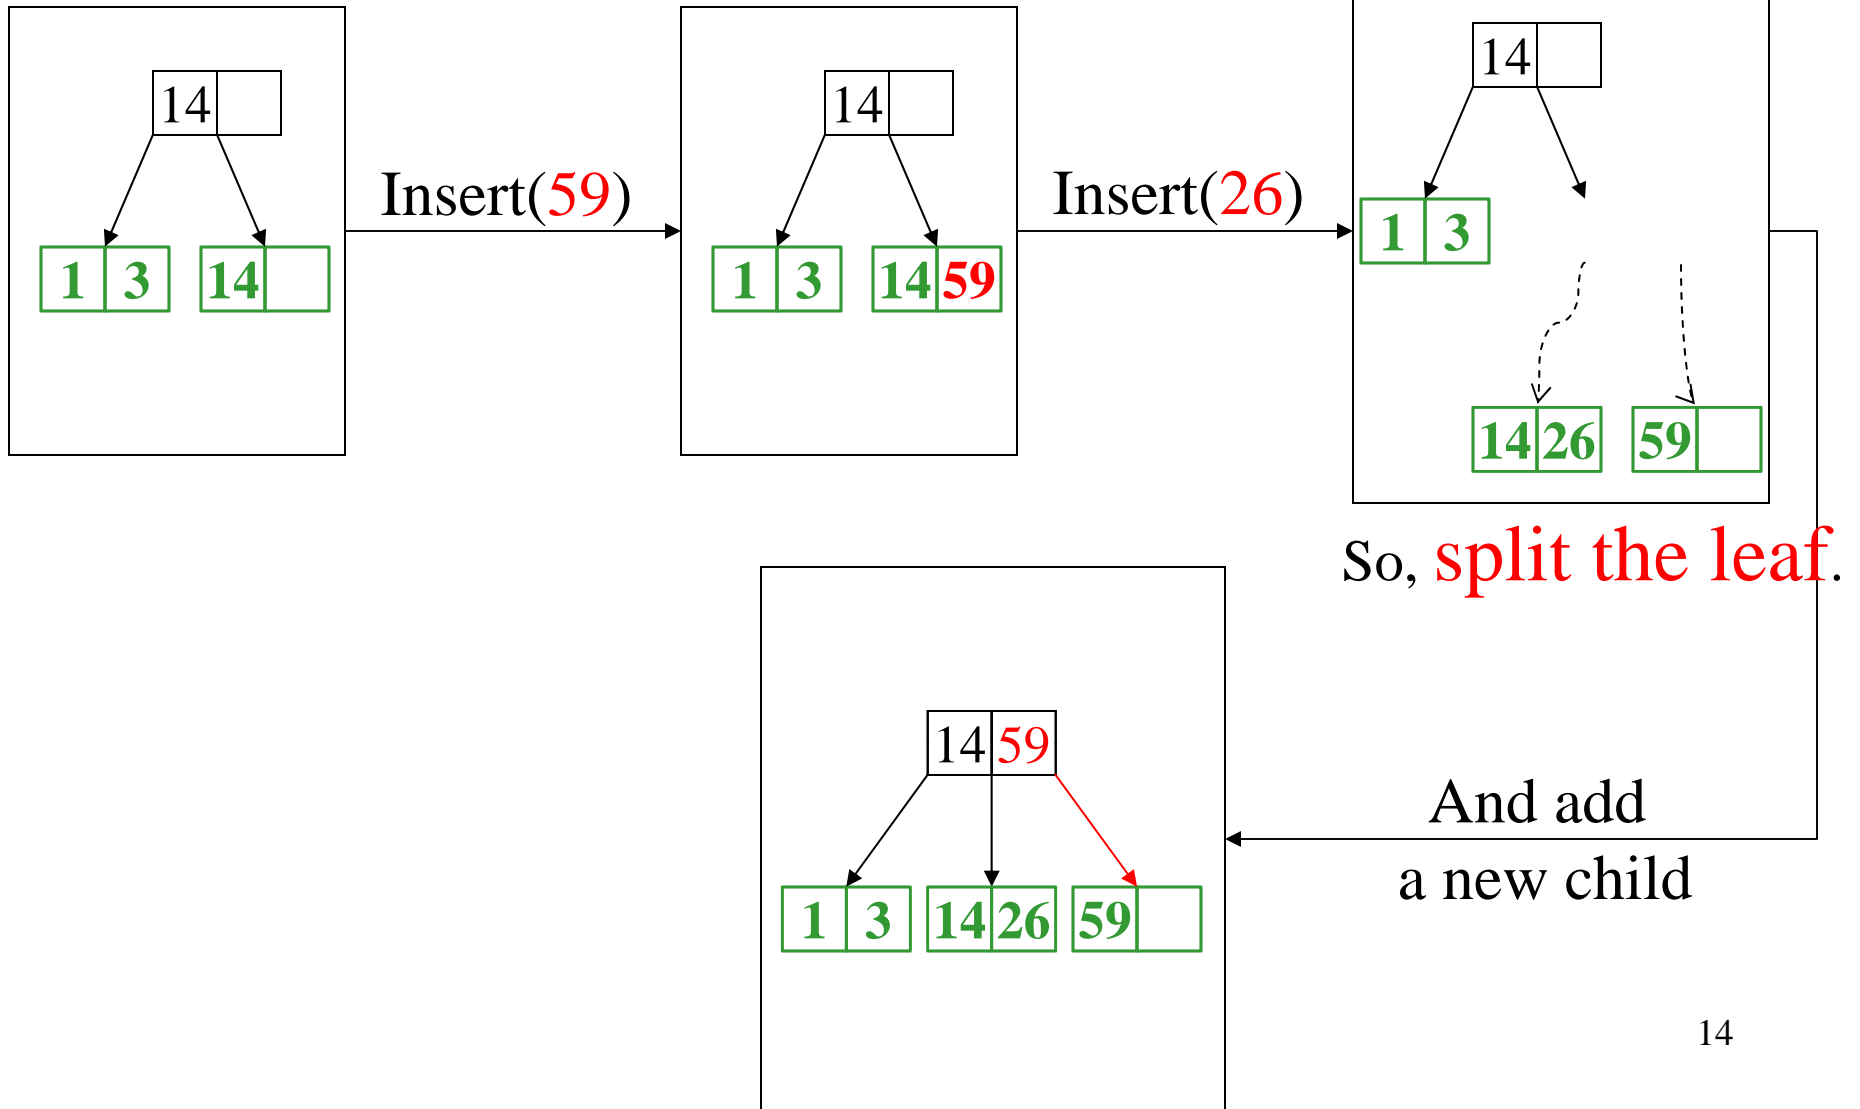 14
1 3 14
Insert(59)
14
1 3 14 59
Insert(26)
14
1 3
14 26 59
So, split the leaf.
14 59
1 3 14 26 59
And add
a new child
14